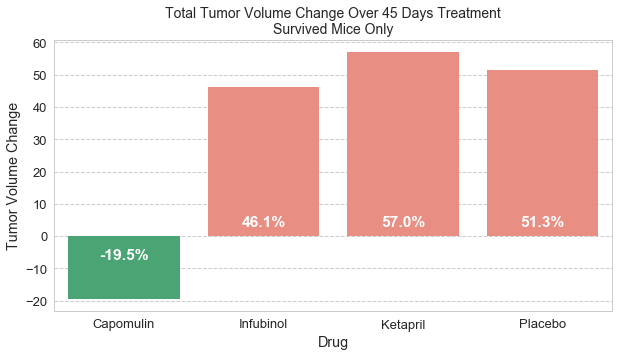 Total Tumor Volume Change Over 45 Days Treatment
Survived Mice Only
Tumor Volume Change
60
50
40
30
20
10
0
−10
−20
-19.5%
46.1%
57.0%
51.3%
Capomulin
Infubinol
Ketapril
Placebo
Drug